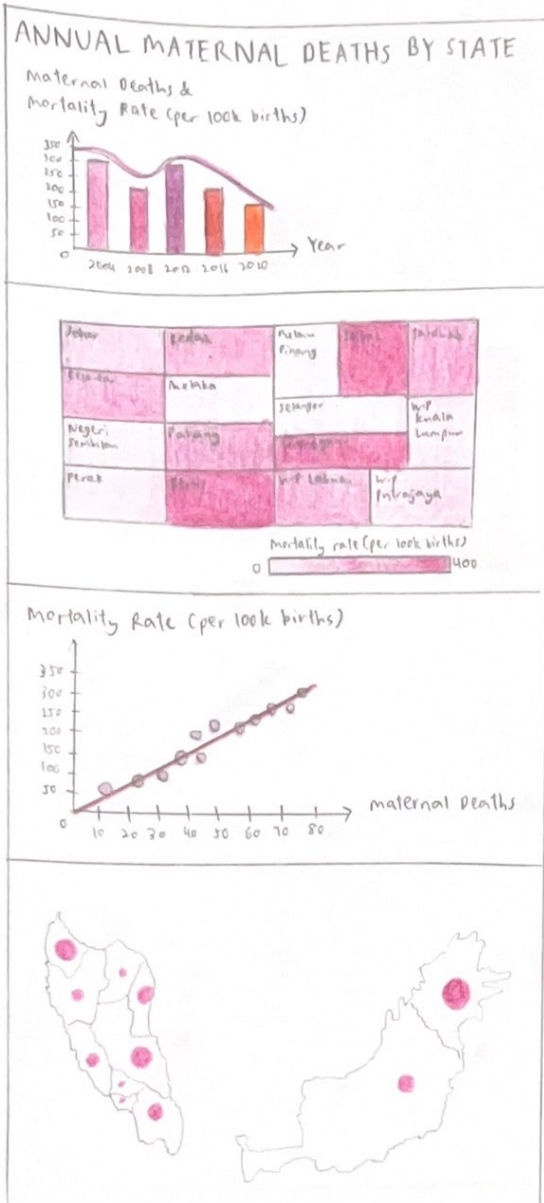 ANNUAL MATERNAL DEATHS BY STATE
Maternal Deaths &
Mortality Rate (per 100k births)
350
300
250
200
150
100
50
0
Year
2004 2008 2012 2016 2020
Johor
Kedah
Pulau
Pinang
Sarawak
Kelantan
Melaka
Selangor
W.P
Kuala
Lumpur
Negeri
Sembilan
Pahang
Terengganu
Perak
Perlis
W.P Labuan
W.P
Putrajaya
Mortality rate (per 100k births)
0
400
Mortality Rate (per 100k births)
350
300
250
200
150
100
50
0
10 20 30 40 50 60 70 80
maternal Deaths